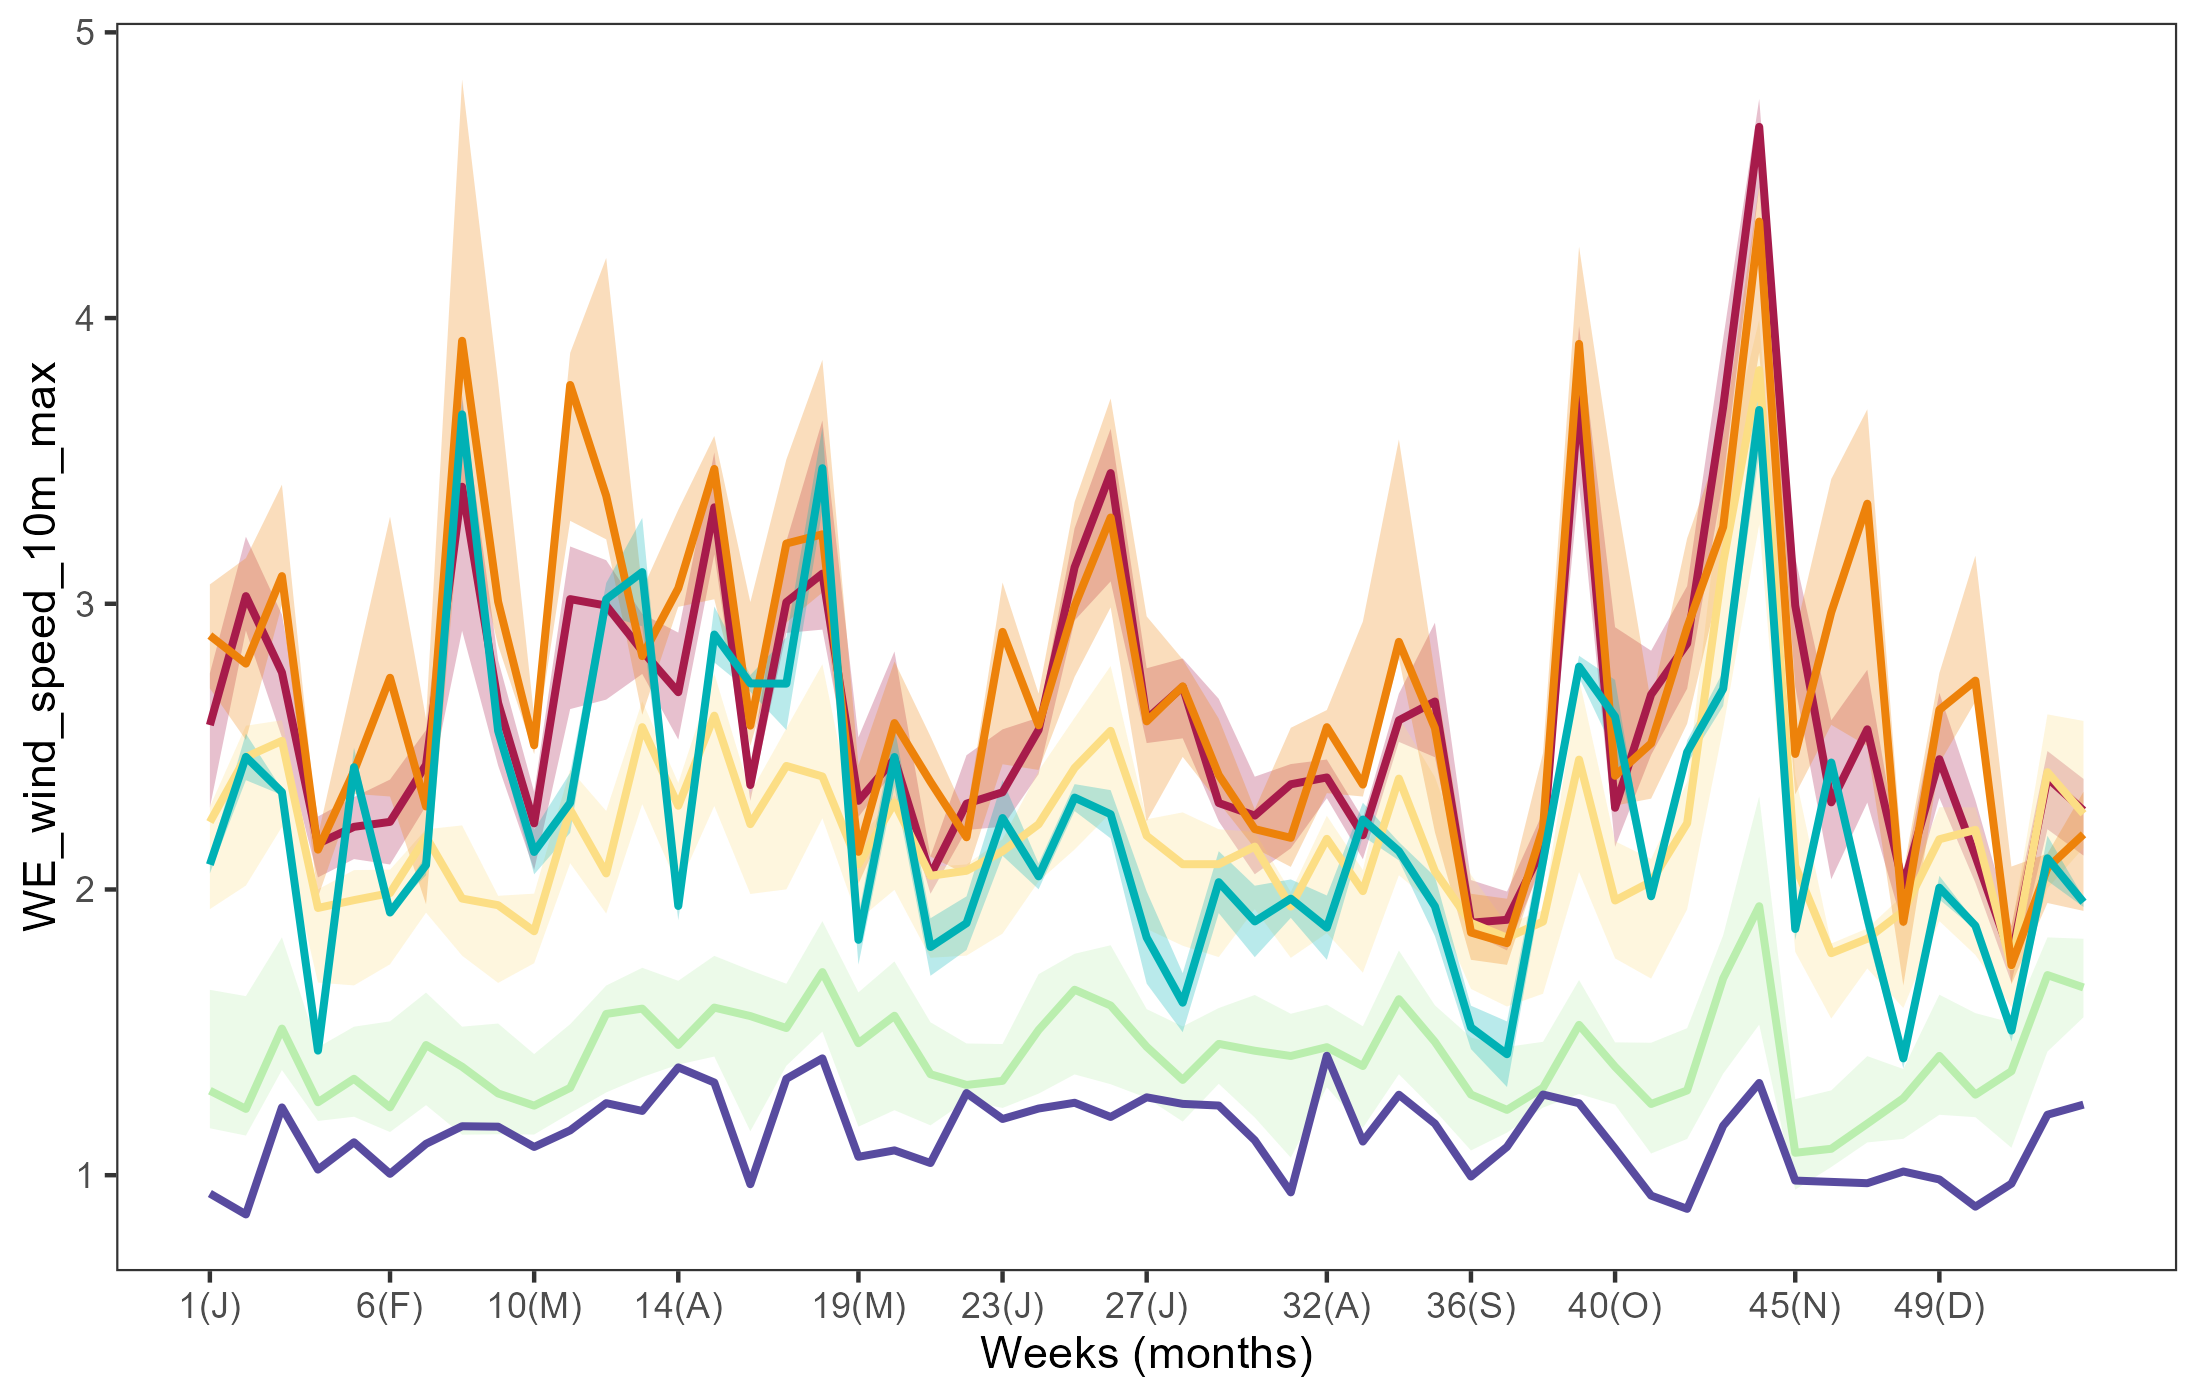 WE_wind_speed_10m_max
5
4
3
2
1
1(J) 6(F) 10(M) 14(A) 19(M) 23(J) 27(J) 32(A) 36(S) 40(O) 45(N) 49(D)
Weeks (months)